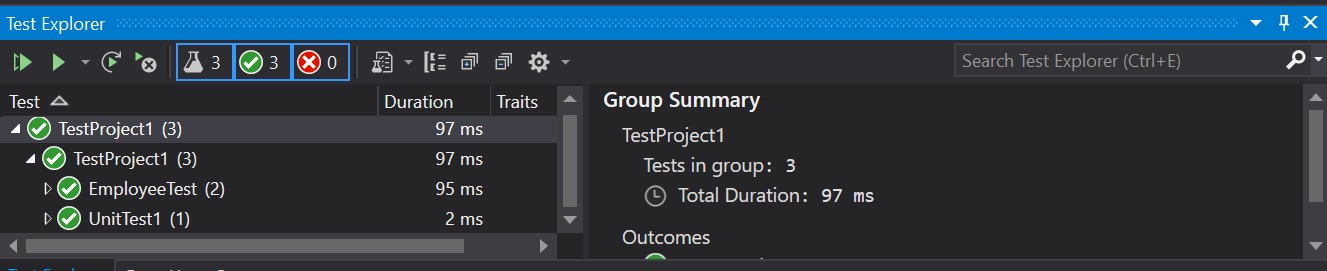 Test Explorer
3 3 0
Search Test Explorer (Ctrl+E)
Test Duration Traits
TestProject1 (3) 97 ms
TestProject1 (3) 97 ms
EmployeeTest (2) 95 ms
UnitTest1 (1) 2 ms
Group Summary
TestProject1
Tests in group: 3
Total Duration: 97 ms
Outcomes